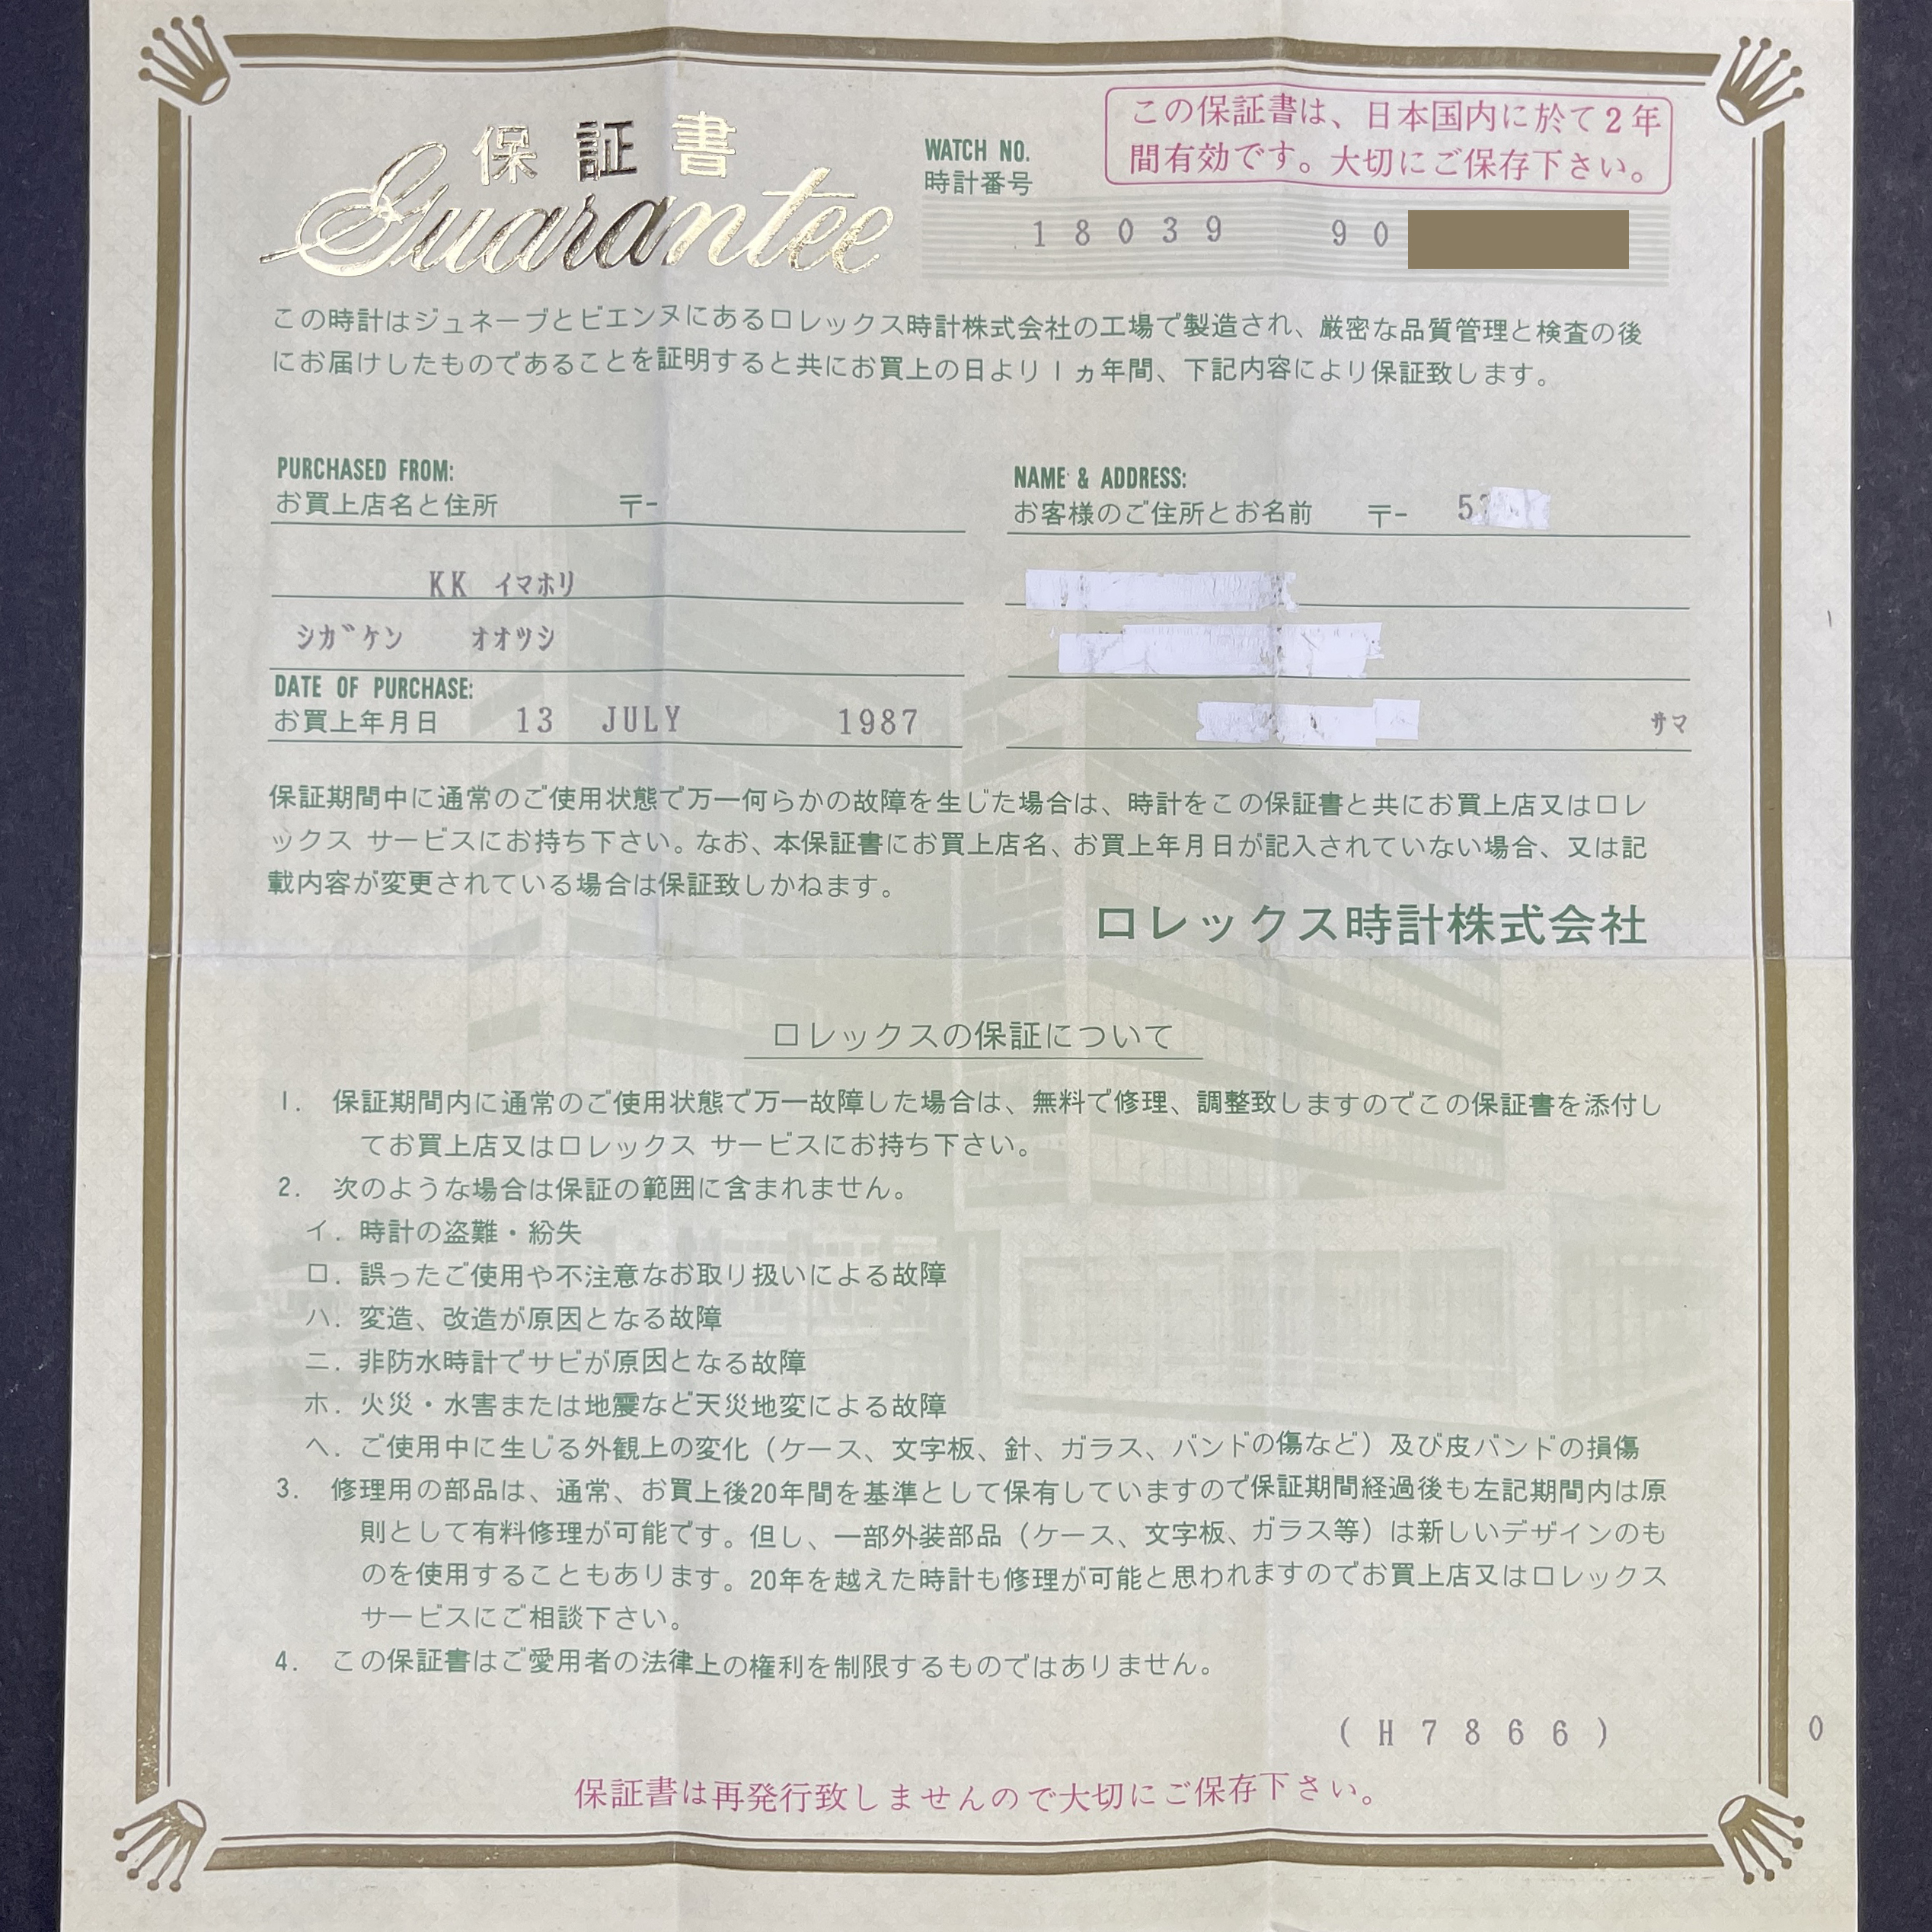 保証書
Guarantee
WATCH NO.
時計番号
この保証書は、日本国内に於て2年
間有効です。大切にご保存下さい。
18039 90
この時計はジュネーブとビエンヌにあるロレックス時計株式会社の工場で製造され、厳密な品質管理と検査の後
にお届けしたものであることを証明すると共にお買上の日より1ヵ年間、下記内容により保証致します。
PURCHASED FROM:
お買上店名と住所 〒-
KK イマホリ
シガケン オオツシ
DATE OF PURCHASE:
お買上年月日 13 JULY 1987
NAME & ADDRESS:
お客様のご住所とお名前 〒- 5
サマ
保証期間中に通常のご使用状態で万一何らかの故障を生じた場合は、時計をこの保証書と共にお買上店又はロレ
ックス サービスにお持ち下さい。なお、本保証書にお買上店名、お買上年月日が記入されていない場合、又は記
載内容が変更されている場合は保証致しかねます。
ロレックス時計株式会社
ロレックスの保証について
1. 保証期間内に通常のご使用状態で万一故障した場合は、無料で修理、調整致しますのでこの保証書を添付し
てお買上店又はロレックス サービスにお持ち下さい。
2. 次のような場合は保証の範囲に含まれません。
イ. 時計の盗難・紛失
ロ. 誤ったご使用や不注意なお取り扱いによる故障
ハ. 変造、改造が原因となる故障
ニ. 非防水時計でサビが原因となる故障
ホ. 火災・水害または地震など天災地変による故障
ヘ. ご使用中に生じる外観上の変化（ケース、文字板、針、ガラス、バンドの傷など）及び皮バンドの損傷
3. 修理用の部品は、通常、お買上後20年間を基準として保有していますので保証期間経過後も左記期間内は原
則として有料修理が可能です。但し、一部外装部品（ケース、文字板、ガラス等）は新しいデザインのも
のを使用することもあります。20年を越えた時計も修理が可能と思われますのでお買上店又はロレックス
サービスにご相談下さい。
4. この保証書はご愛用者の法律上の権利を制限するものではありません。
(H7866) 0
保証書は再発行致しませんので大切にご保存下さい。